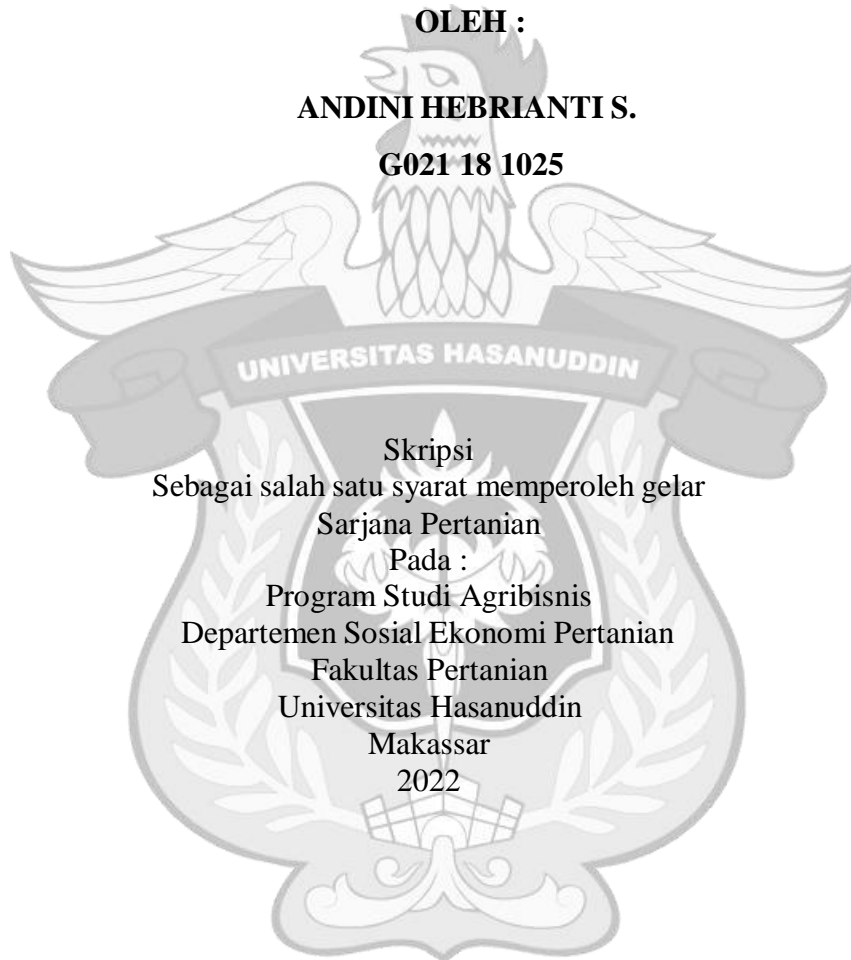 OLEH :
ANDINI HEBRIANTI S.
G021 18 1025
UNIVERSITAS HASANUDDIN
Skripsi
Sebagai salah satu syarat memperoleh gelar
Sarjana Pertanian
Pada :
Program Studi Agribisnis
Departemen Sosial Ekonomi Pertanian
Fakultas Pertanian
Universitas Hasanuddin
Makassar
2022